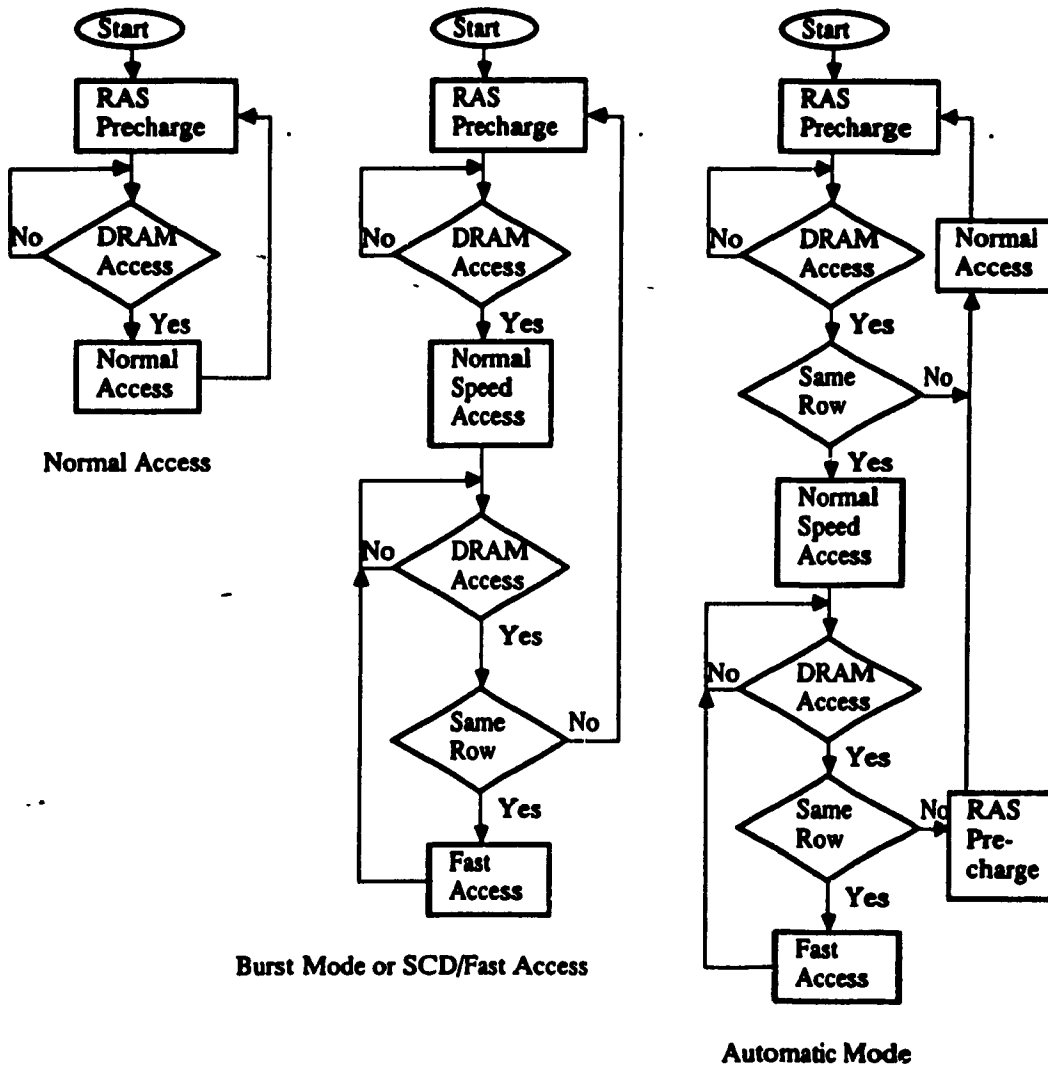 Start
RAS
Precharge
No
DRAM
Access
Yes
Normal
Access
Normal Access
Start
RAS
Precharge
No
DRAM
Access
Yes
Normal
Speed
Access
No
DRAM
Access
Yes
Same
Row
No
Yes
Fast
Access
Burst Mode or SCD/Fast Access
Start
RAS
Precharge
No
DRAM
Access
Normal
Access
Yes
Same
Row
No
Yes
Normal
Speed
Access
No
DRAM
Access
Yes
Same
Row
No
RAS
Pre-
charge
Yes
Fast
Access
Automatic Mode